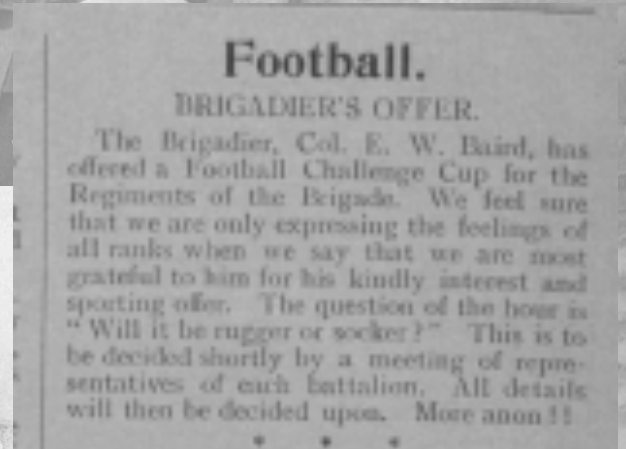 Football.
BRIGADIER'S OFFER.
The Brigadier, Col. E. W. Baird, has
offered a Football Challenge Cup for the
Regiments of the Brigade. We feel sure
that we are only expressing the feelings of
all ranks when we say that we are most
grateful to him for his kindly interest and
sporting offer. The question of the hour is
" Will it be rugger or socker?" This is to
be decided shortly by a meeting of repre-
sentatives of each battalion. All details
will then be decided upon. More anon !!
* * *